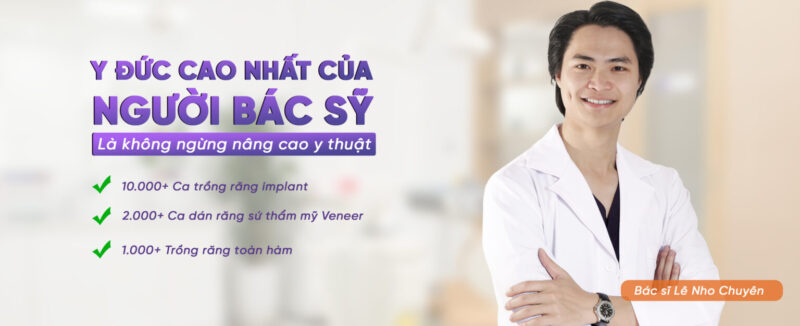 Y ĐỨC CAO NHẤT CỦA
NGƯỜI BÁC SỸ
Là không ngừng nâng cao y thuật
10.000+ Ca trồng răng implant
2.000+ Ca dán răng sứ thẩm mỹ Veneer
1.000+ Trồng răng toàn hàm
Bác sĩ Lê Nho Chuyên